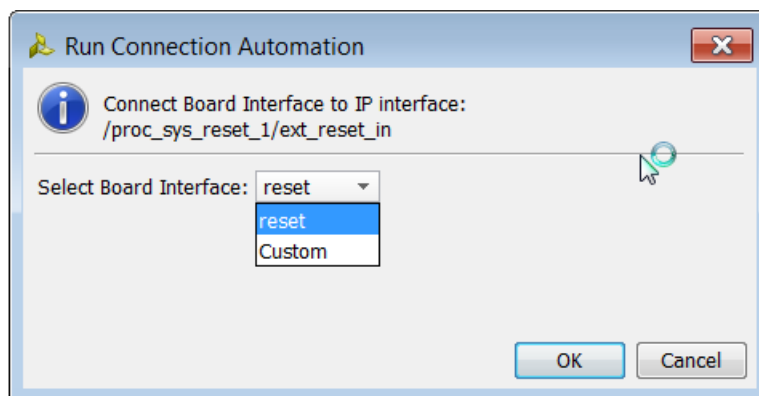 Run Connection Automation
Connect Board Interface to IP interface:
/proc_sys_reset_1/ext_reset_in
Select Board Interface: reset
reset
Custom
OK Cancel